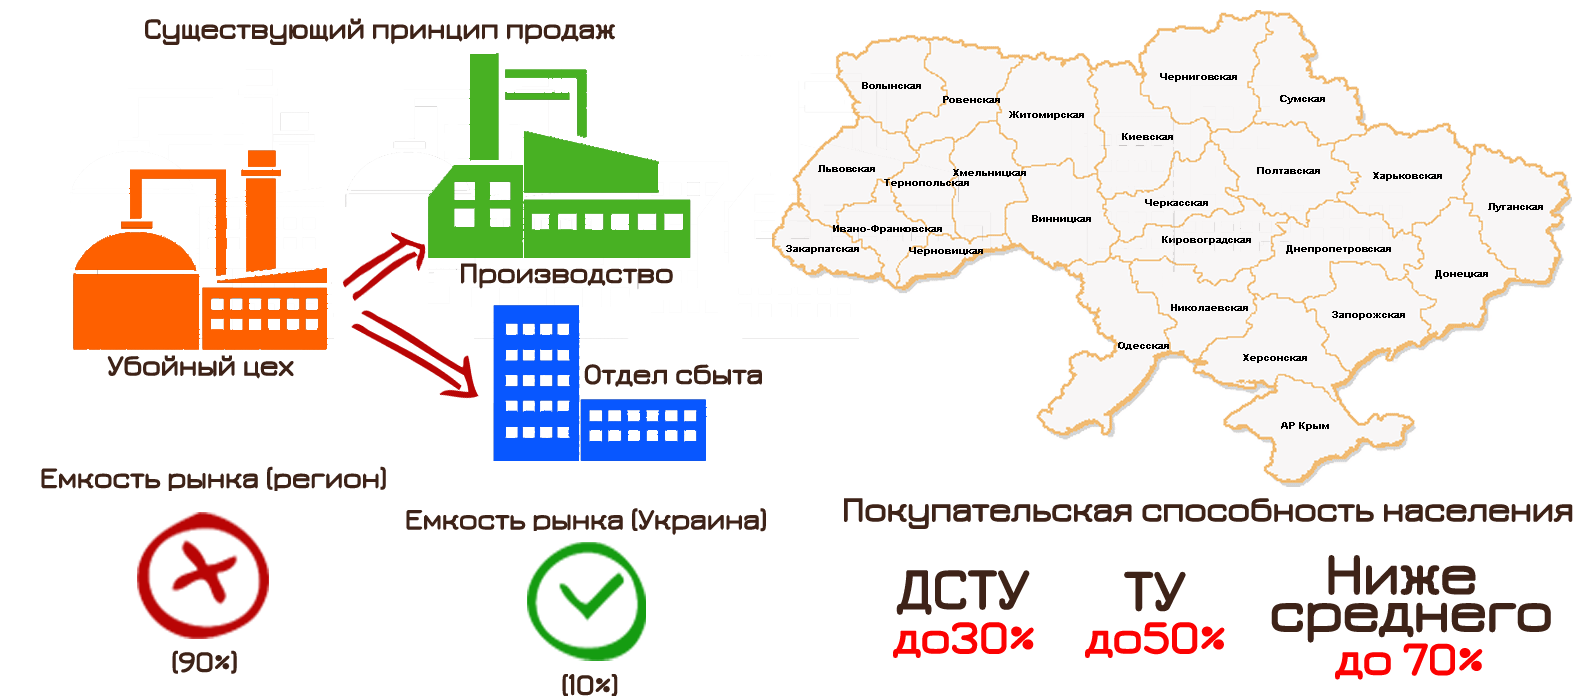 Существующий принцип продаж
Производство
Убойный цех
Отдел сбыта
Емкость рынка (регион)
(90%)
Емкость рынка (Украина)
(10%)
Волынская
Ровенская
Житомирская
Черниговская
Сумская
Киевская
Львовская
Тернопольская
Хмельницкая
Полтавская
Харьковская
Луганская
Винницкая
Черкасская
Ивано-Франковская
Закарпатская
Черновицкая
Кировоградская
Днепропетровская
Донецкая
Николаевская
Запорожская
Одесская
Херсонская
АР Крым
Покупательская способность населения
ДСТУ
до30%
ТУ
до50%
Ниже
среднего
до 70%